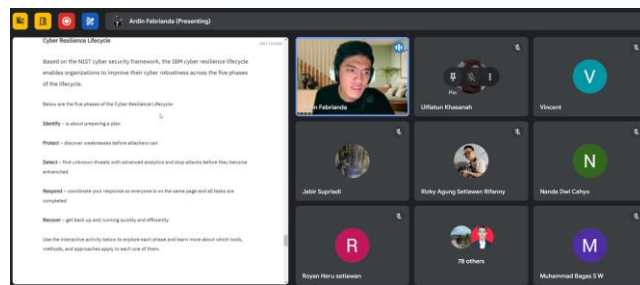 Ardin Febrianda (Presenting)
Cyber Resilience Lifecycle
Based on the NIST cyber security framework, the IBM cyber resilience lifecycle
enables organizations to improve their cyber robustness across the five phases
of the lifecycle.
Below are the five phases of the Cyber Resilience Lifecycle:
Identify – is about preparing a plan
Protect – discover weaknesses before attackers can
Detect – find unknown threats with advanced analytics and stop attacks before they become
entrenched
Respond – coordinate your response so everyone is on the same page and all tasks are
completed
Recover – get back up and running quickly and efficiently
Use the interactive activity below to explore each phase and learn more about which tools,
methods, and approaches apply to each one of them.
Ardin Febrianda
Pin
Ulfiatun Khasanah
V
Vincent
Jabir Supriadi
Rizky Agung Setiawan Rifanny
N
Nanda Dwi Cahyo
R
Royan Heru setiawan
78 others
M
Muhammad Bagas S W